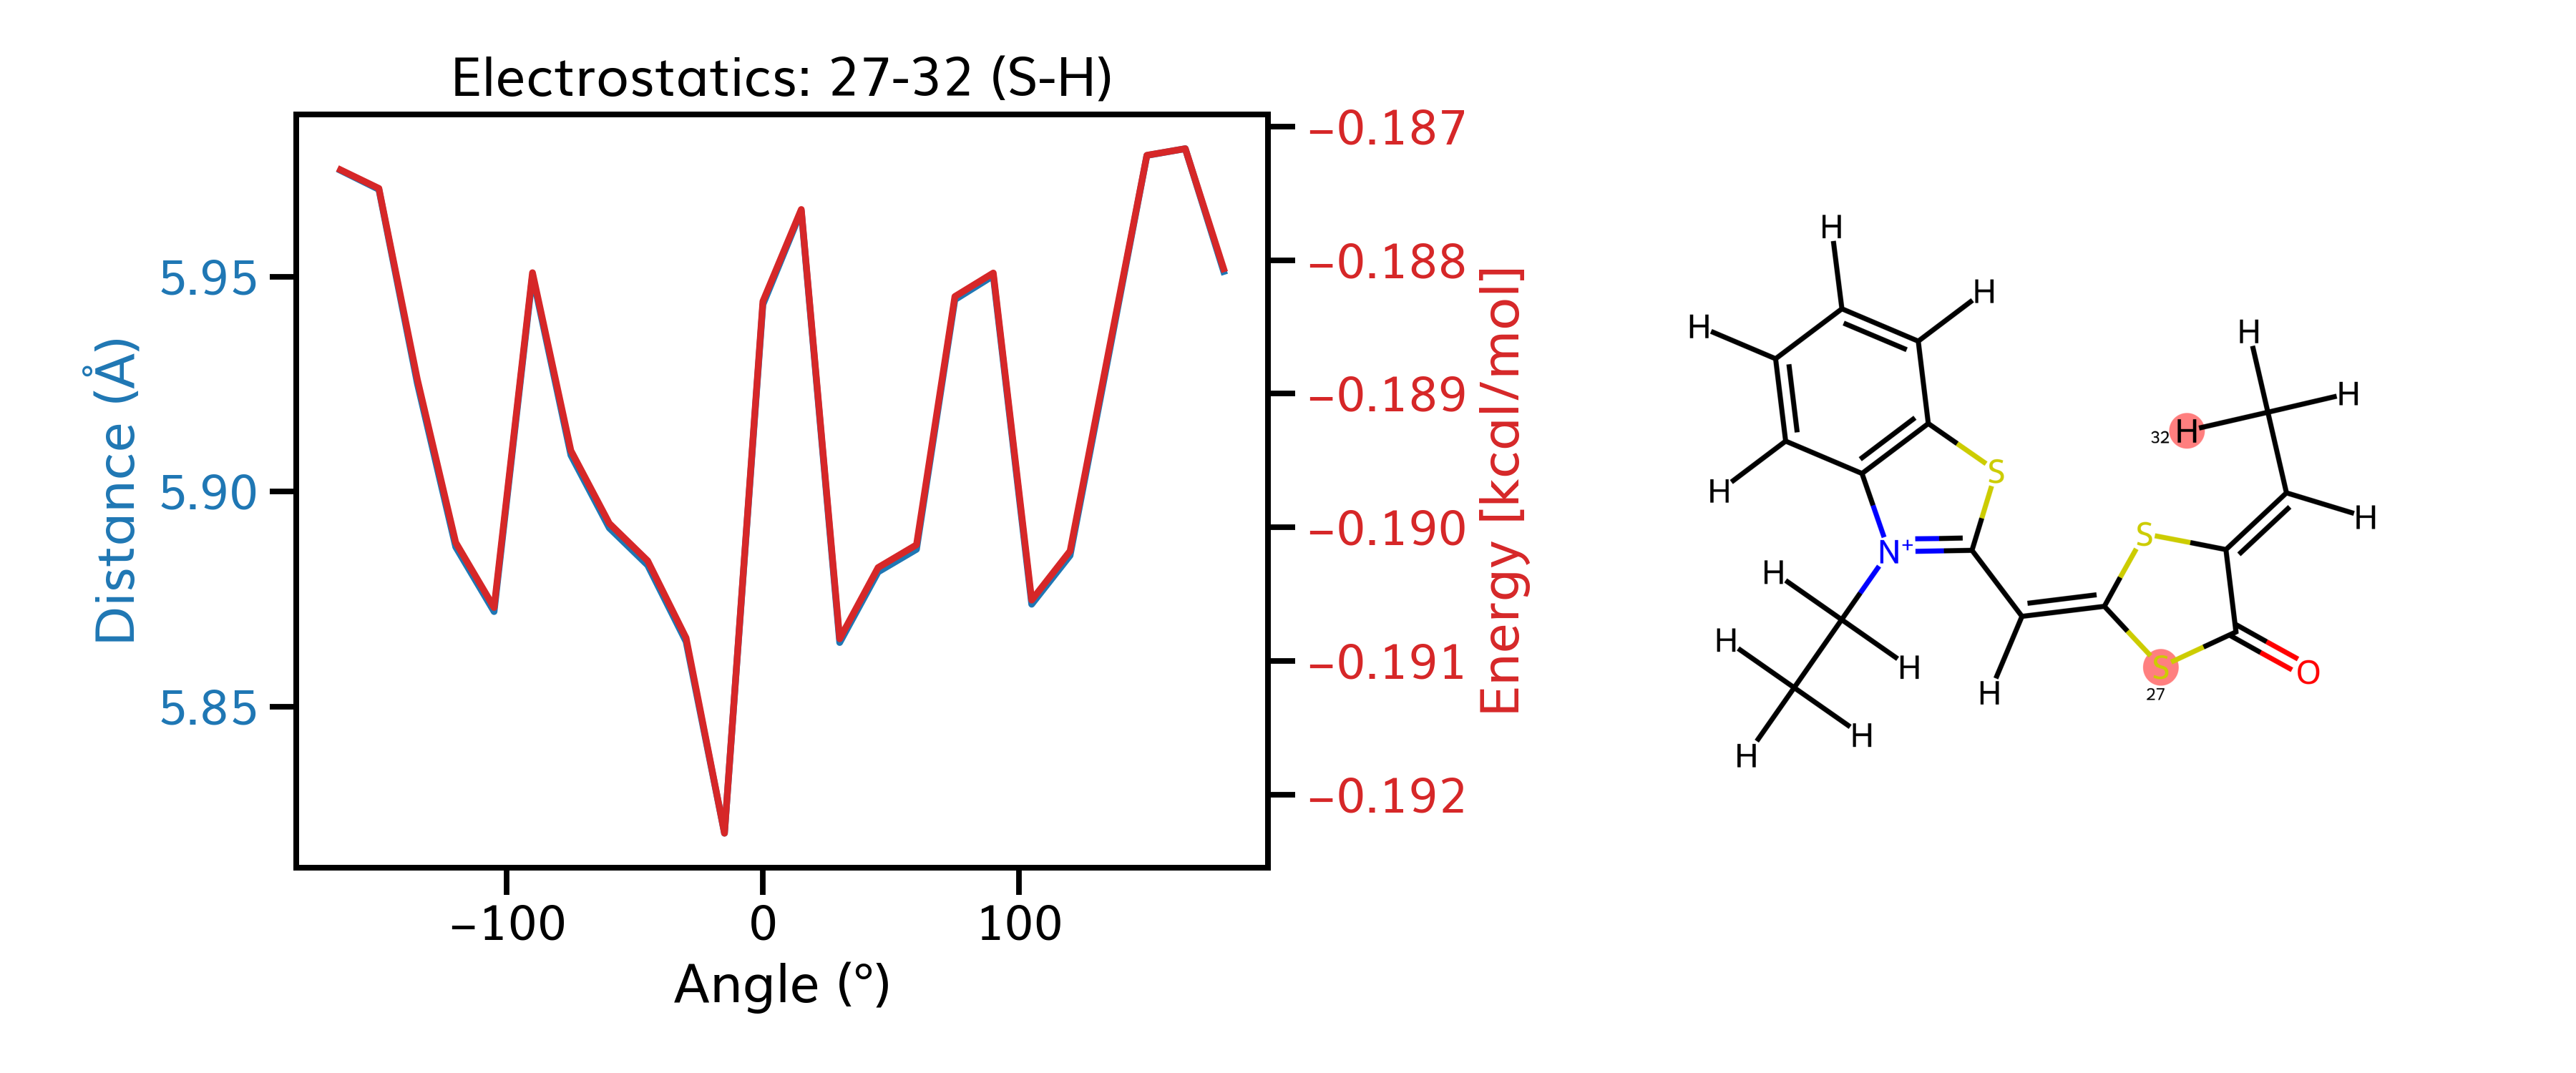 Electrostatics: 27-32 (S-H)
Distance (Å)
5.95
5.90
5.85
−0.187
−0.188
−0.189
−0.190
−0.191
−0.192
Energy [kcal/mol]
−100 0 100
Angle (°)
H
H
H
H
H
H
32 H
S
H
H
S
N+
H
H
H
S
27
O
H
H
H